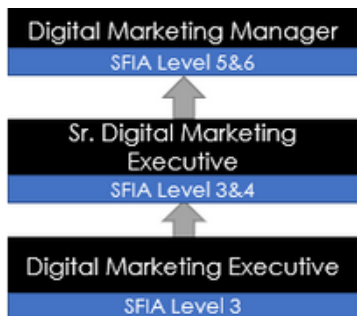 Digital Marketing Manager
SFIA Level 5&6
Sr. Digital Marketing
Executive
SFIA Level 3&4
Digital Marketing Executive
SFIA Level 3